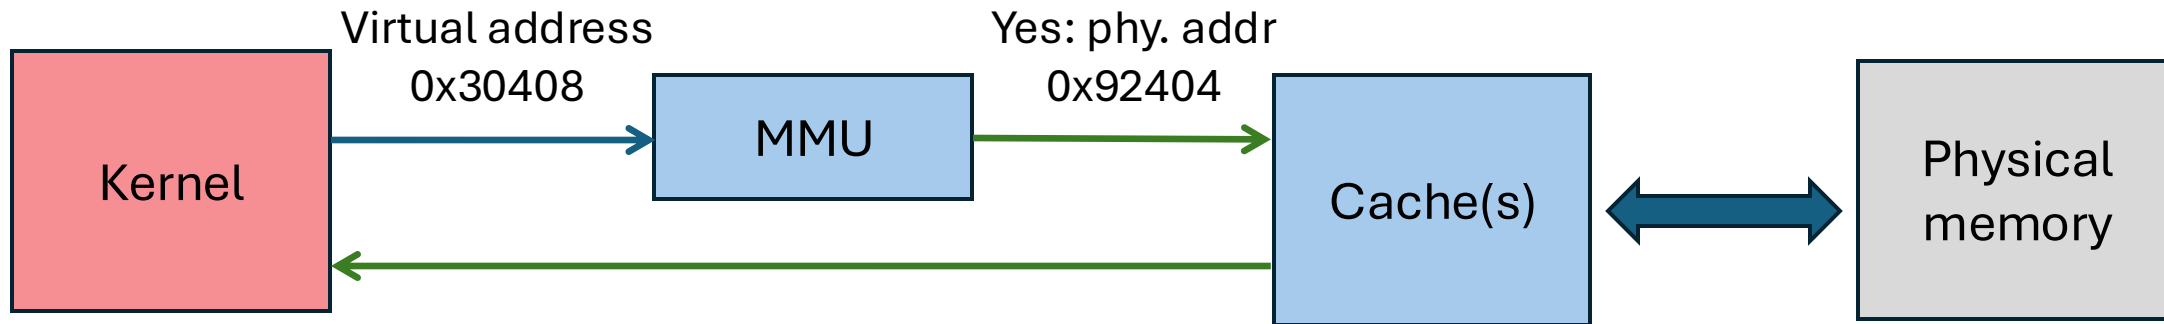 Virtual address
0x30408
Yes: phy. addr
0x92404
Kernel
MMU
Cache(s)
Physical
memory